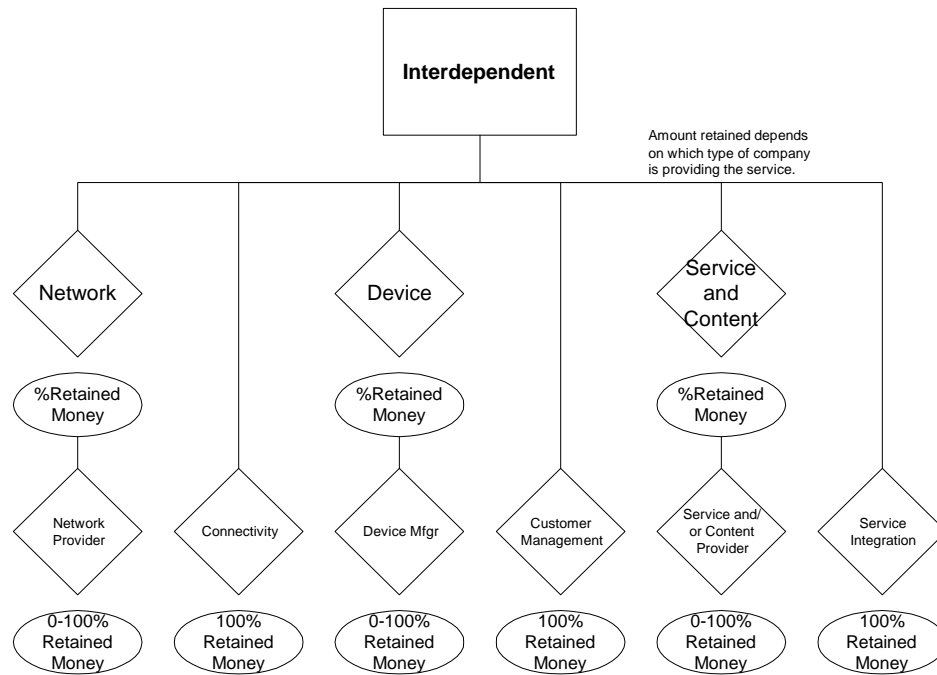 Interdependent
Amount retained depends
on which type of company
is providing the service.
Network
Device
Service
and
Content
%Retained
Money
%Retained
Money
%Retained
Money
Network
Provider
Connectivity
Device Mfgr
Customer
Management
Service and/
or Content
Provider
Service
Integration
0-100%
Retained
Money
100%
Retained
Money
0-100%
Retained
Money
100%
Retained
Money
0-100%
Retained
Money
100%
Retained
Money